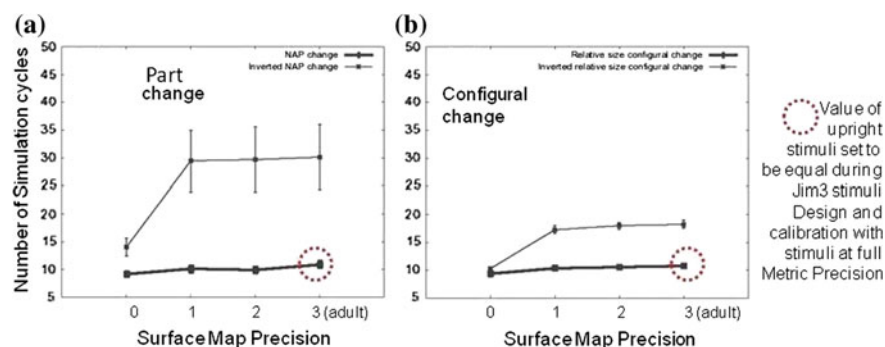 (a)
Number of Simulation cycles
50
45
40
35
30
25
20
15
10
5
NAP change
Inverted NAP change
Part
change
0 1 2 3 (adult)
Surface Map Precision
(b)
50
45
40
35
30
25
20
15
10
5
Relative size configural change
Inverted relative size configural change
Configural
change
0 1 2 3 (adult)
Surface Map Precision
Value of
upright
stimuli set to
be equal during
Jim3 stimuli
Design and
calibration with
stimuli at full
Metric Precision